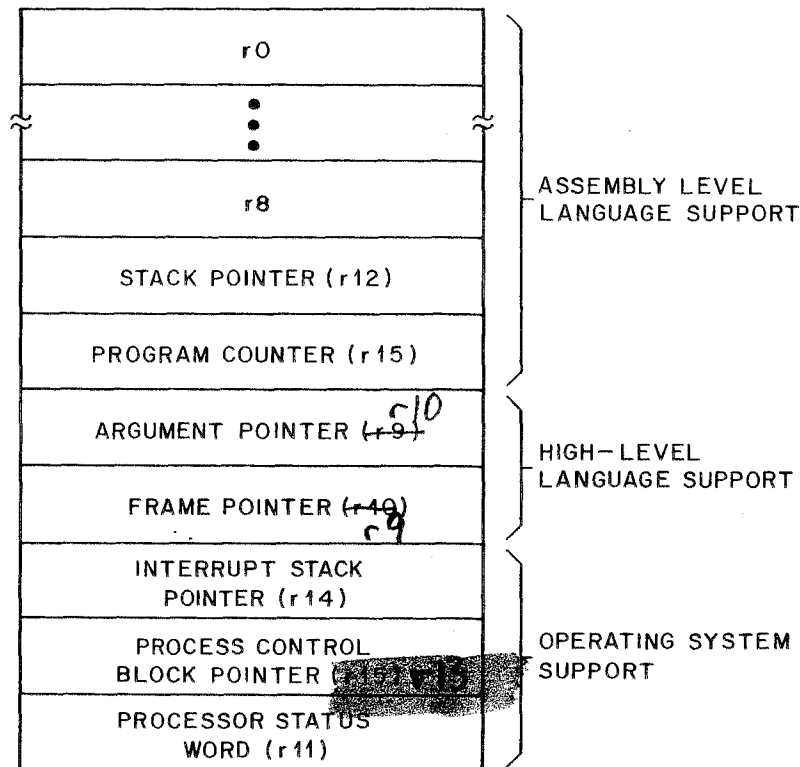 r0
r8
STACK POINTER (r12)
PROGRAM COUNTER (r15)
ASSEMBLY LEVEL
LANGUAGE SUPPORT
r10
ARGUMENT POINTER (r9)
FRAME POINTER (r10)
r9
HIGH-LEVEL
LANGUAGE SUPPORT
INTERRUPT STACK
POINTER (r14)
PROCESS CONTROL
BLOCK POINTER (r15) r13
PROCESSOR STATUS
WORD (r11)
OPERATING SYSTEM
SUPPORT